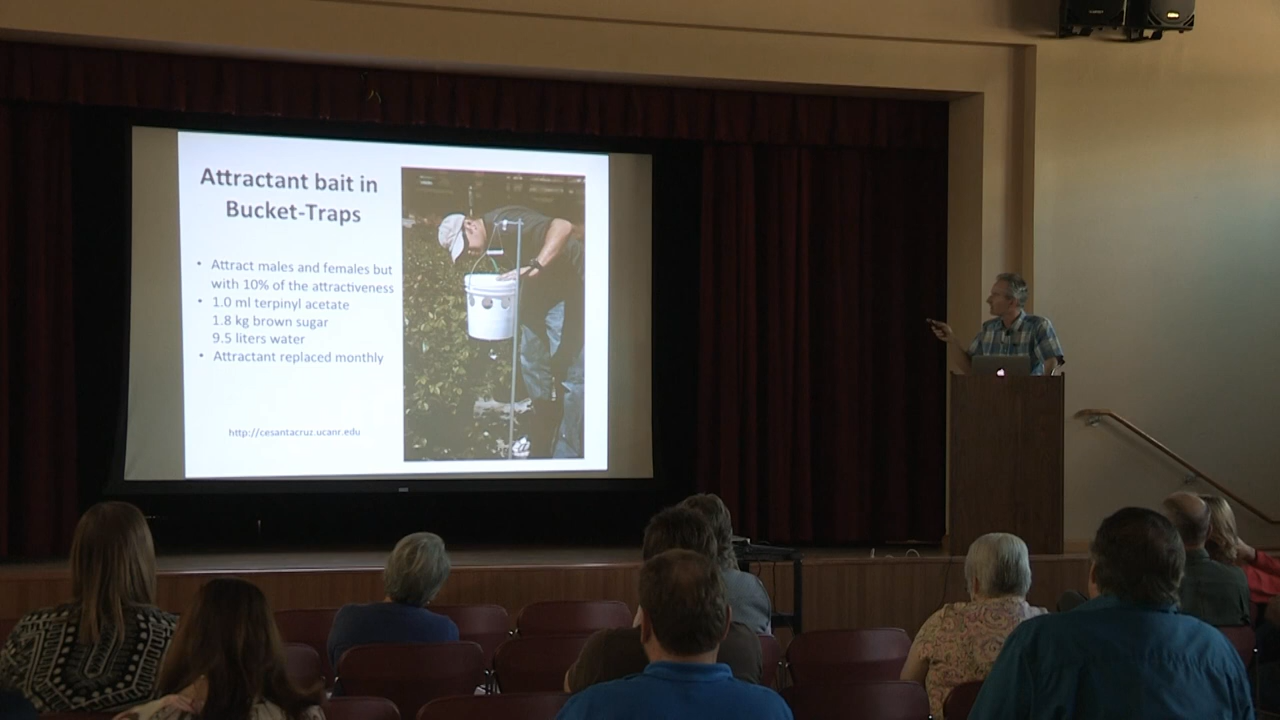 Attractant bait in
Bucket-Traps
• Attract males and females but
with 10% of the attractiveness
• 1.0 ml terpinyl acetate
1.8 kg brown sugar
9.5 liters water
• Attractant replaced monthly
http://cesantacruz.ucanr.edu